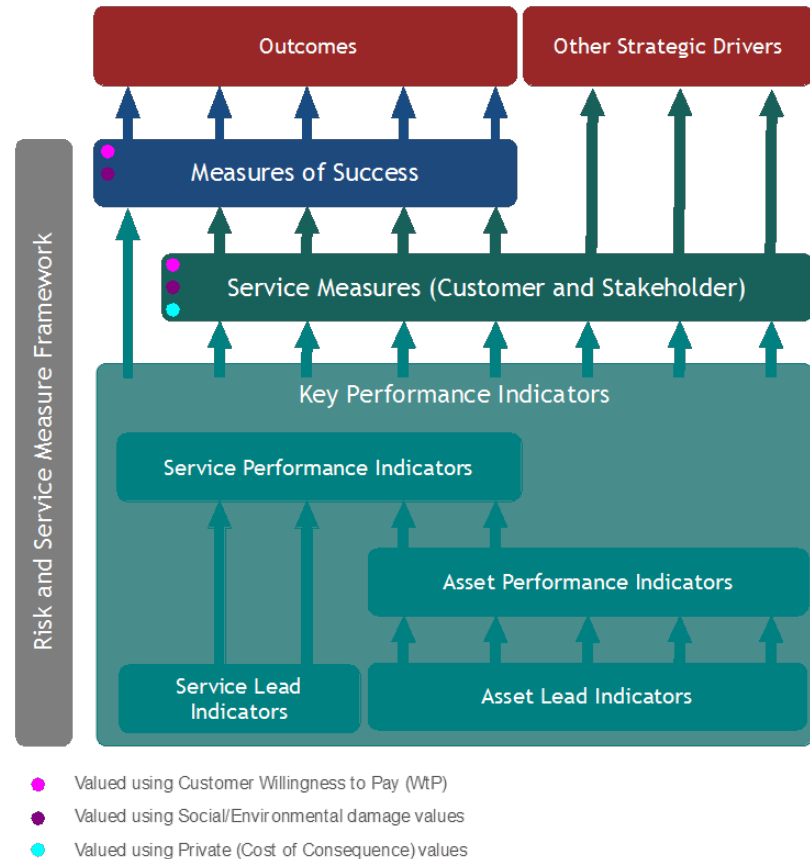 Outcomes
Other Strategic Drivers
Risk and Service Measure Framework
Measures of Success
Service Measures (Customer and Stakeholder)
Key Performance Indicators
Service Performance Indicators
Asset Performance Indicators
Service Lead
Indicators
Asset Lead Indicators
Valued using Customer Willingness to Pay (WtP)
Valued using Social/Environmental damage values
Valued using Private (Cost of Consequence) values